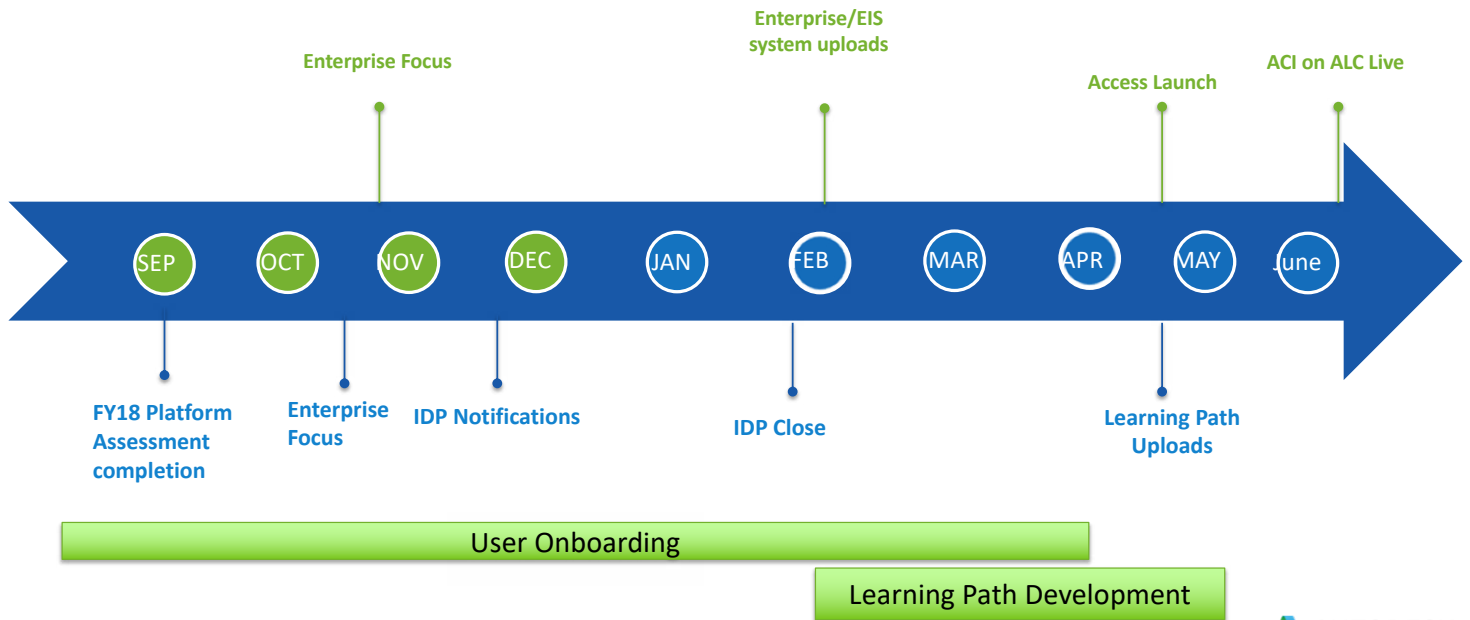 Enterprise/EIS
system uploads
Enterprise Focus
ACI on ALC Live
Access Launch
SEP
OCT
NOV
DEC
JAN
FEB
MAR
APR
MAY
June
FY18 Platform
Assessment
completion
Enterprise
Focus
IDP Notifications
IDP Close
Learning Path
Uploads
User Onboarding
Learning Path Development